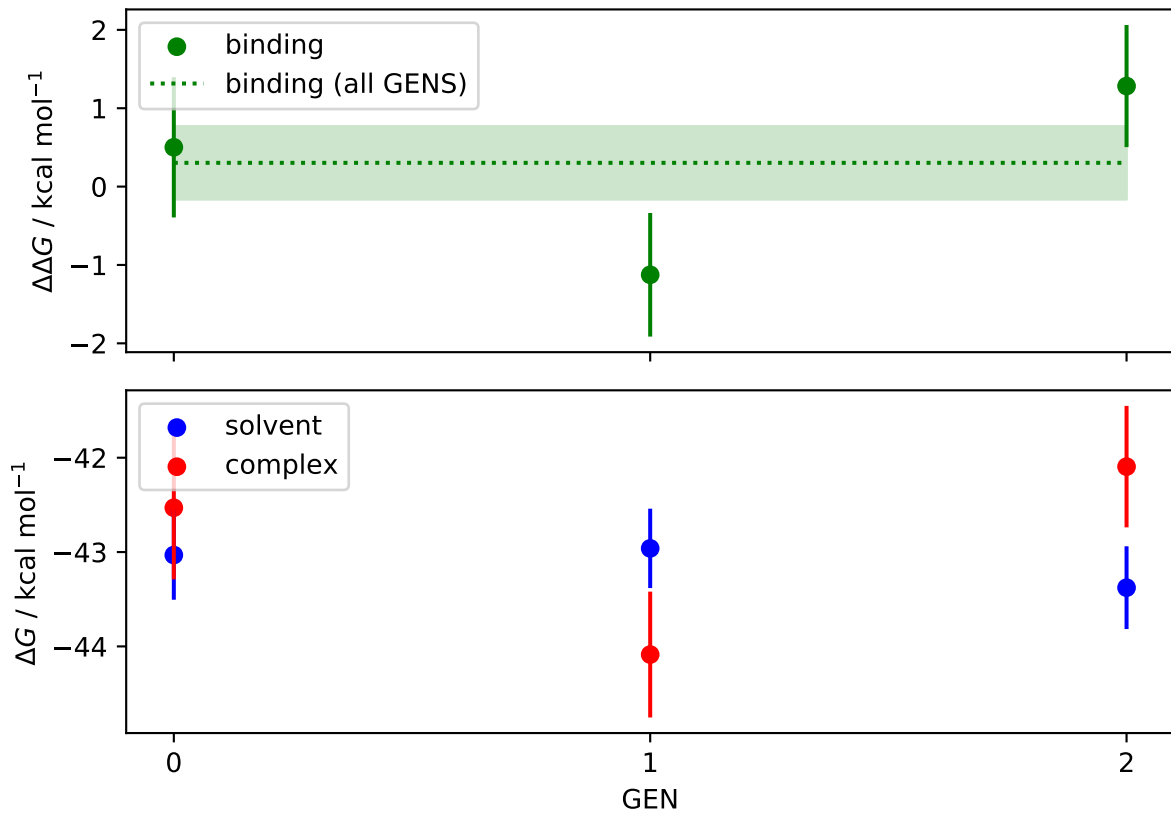 binding
binding (all GENS)
2
1
0
−1
−2
ΔΔG / kcal mol⁻¹
solvent
complex
−42
−43
−44
ΔG / kcal mol⁻¹
0 1 2
GEN